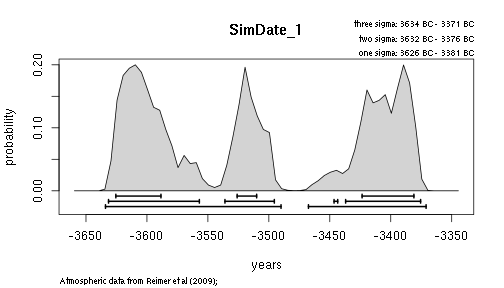 SimDate_1
three sigma: 3634 BC - 3371 BC
two sigma: 3632 BC - 3376 BC
one sigma: 3626 BC - 3381 BC
probability
0.20
0.10
0.00
-3650 -3600 -3550 -3500 -3450 -3400 -3350
years
Atmospheric data from Reimer et al (2009);